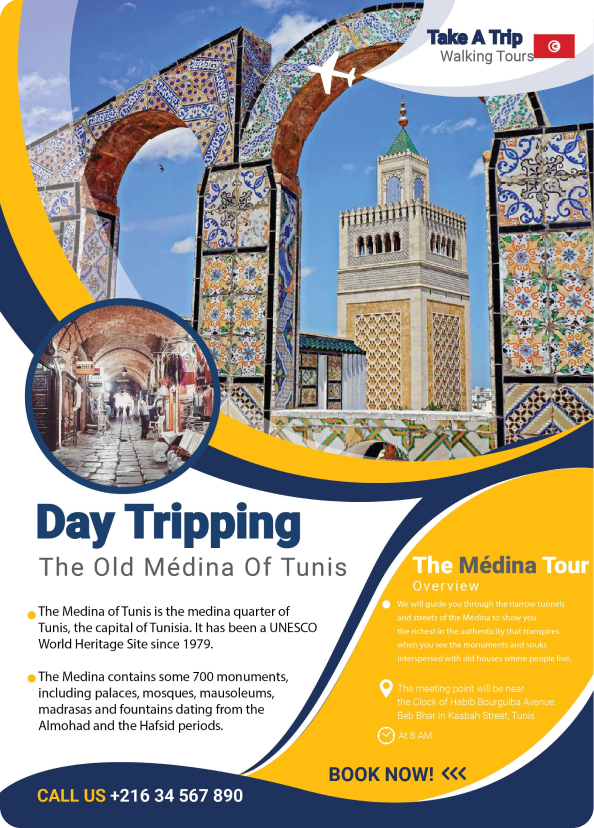 Take A Trip
Walking Tours
Day Tripping
The Old Médina Of Tunis
The Medina of Tunis is the medina quarter of
Tunis, the capital of Tunisia. It has been a UNESCO
World Heritage Site since 1979.
The Medina contains some 700 monuments,
including palaces, mosques, mausoleums,
madrasas and fountains dating from the
Almohad and the Hafsid periods.
The Médina Tour
Overview
We will guide you through the narrow tunnels
and streets of the Médina to show you
the richest in the authenticity that transpires
when you see the monuments and souks
interspersed with old houses where people live.
The meeting point will be near
the Clock of Habib Bourguiba Avenue,
Beb Bhar in Kasbah Street, Tunis
At 8 AM
BOOK NOW!
CALL US +216 34 567 890